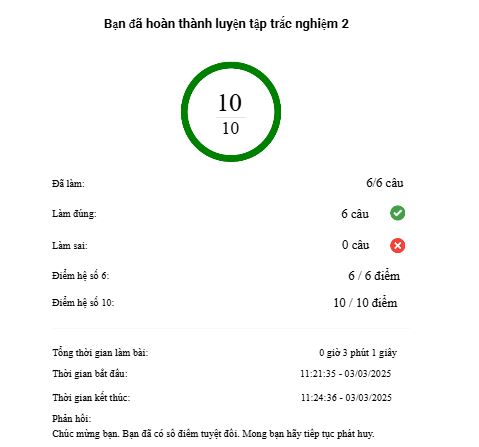 Bạn đã hoàn thành luyện tập trắc nghiệm 2
10
10
Đã làm: 6/6 câu
Làm đúng: 6 câu
Làm sai: 0 câu
Điểm hệ số 6: 6 / 6 điểm
Điểm hệ số 10: 10 / 10 điểm
Tổng thời gian làm bài: 0 giờ 3 phút 1 giây
Thời gian bắt đầu: 11:21:35 - 03/03/2025
Thời gian kết thúc: 11:24:36 - 03/03/2025
Phản hồi:
Chúc mừng bạn. Bạn đã có số điểm tuyệt đối. Mong bạn hãy tiếp tục phát huy.